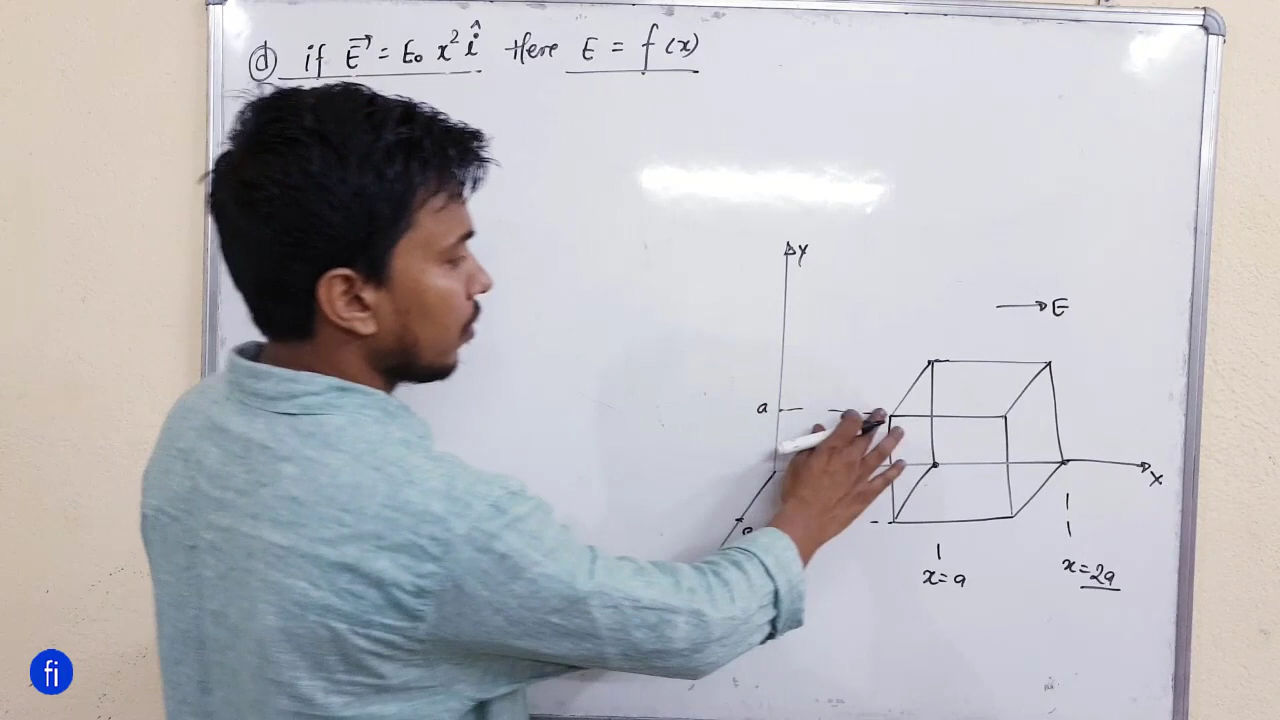 ⓓ if E⃗ = E₀ x² î Here E = f(x)
Y
→ E
a
X
x = a
x = 2a
fi